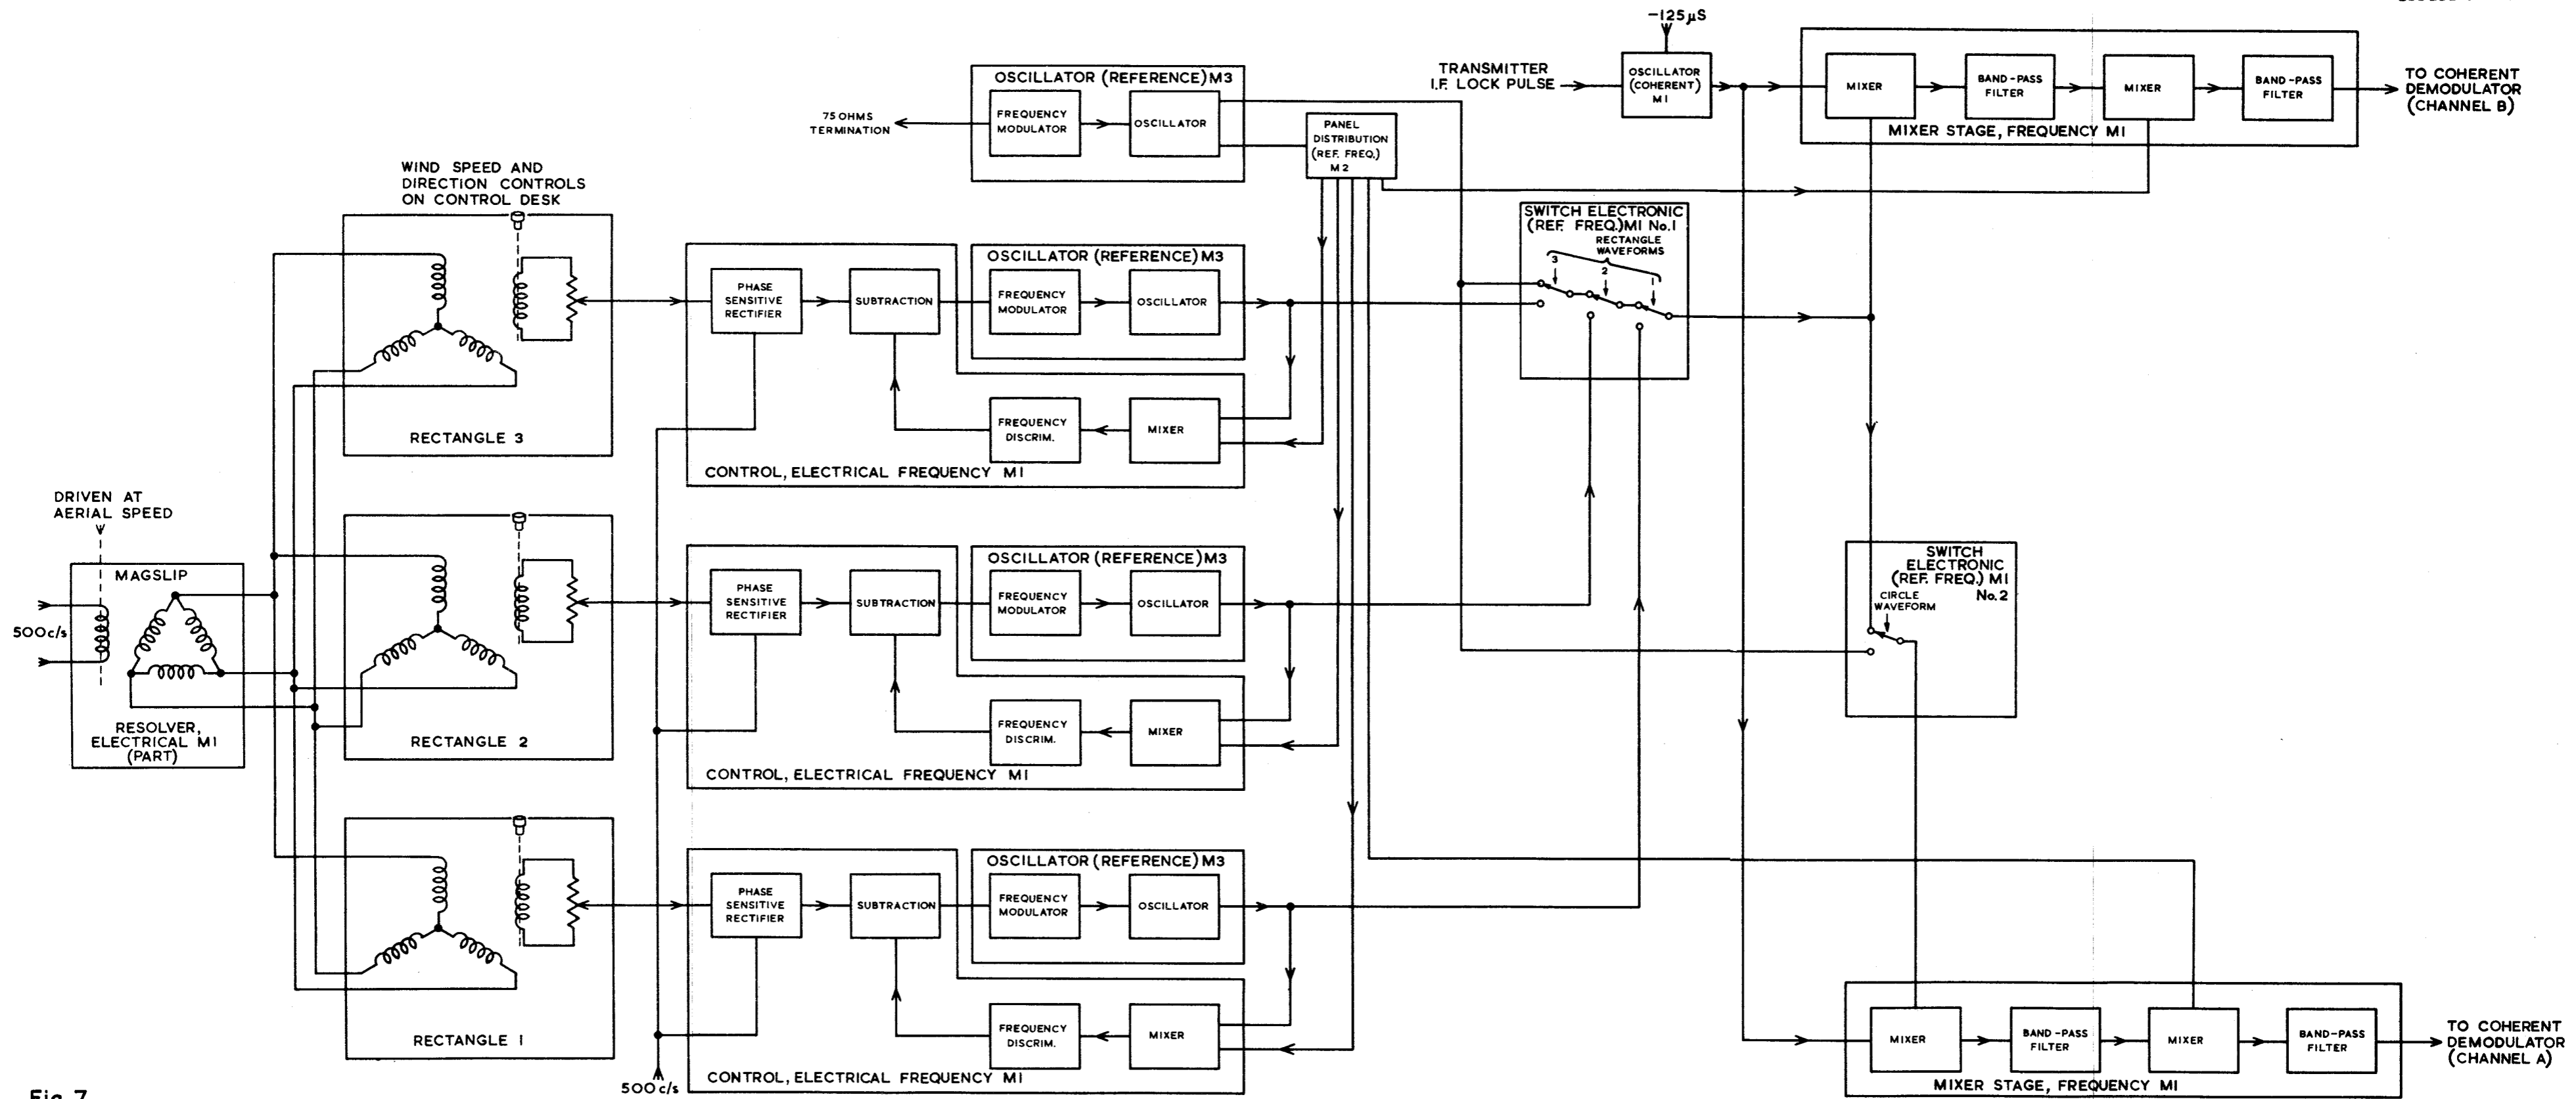 -125µS
TRANSMITTER
I.F. LOCK PULSE
OSCILLATOR
(COHERENT)
M1
MIXER
BAND-PASS
FILTER
MIXER
BAND-PASS
FILTER
MIXER STAGE, FREQUENCY M1
TO COHERENT
DEMODULATOR
(CHANNEL B)
OSCILLATOR (REFERENCE) M3
75 OHMS
TERMINATION
FREQUENCY
MODULATOR
OSCILLATOR
PANEL
DISTRIBUTION
(REF. FREQ.)
M2
WIND SPEED AND
DIRECTION CONTROLS
ON CONTROL DESK
RECTANGLE 3
PHASE
SENSITIVE
RECTIFIER
SUBTRACTION
OSCILLATOR (REFERENCE) M3
FREQUENCY
MODULATOR
OSCILLATOR
FREQUENCY
DISCRIM.
MIXER
CONTROL, ELECTRICAL FREQUENCY M1
SWITCH ELECTRONIC
(REF. FREQ.) M1 No.1
RECTANGLE
WAVEFORMS
3
2
1
DRIVEN AT
AERIAL SPEED
MAGSLIP
500 c/s
RESOLVER,
ELECTRICAL M1
(PART)
RECTANGLE 2
PHASE
SENSITIVE
RECTIFIER
SUBTRACTION
OSCILLATOR (REFERENCE) M3
FREQUENCY
MODULATOR
OSCILLATOR
FREQUENCY
DISCRIM.
MIXER
CONTROL, ELECTRICAL FREQUENCY M1
SWITCH
ELECTRONIC
(REF. FREQ.) M1
No.2
CIRCLE
WAVEFORM
RECTANGLE 1
PHASE
SENSITIVE
RECTIFIER
SUBTRACTION
OSCILLATOR (REFERENCE) M3
FREQUENCY
MODULATOR
OSCILLATOR
FREQUENCY
DISCRIM.
MIXER
CONTROL, ELECTRICAL FREQUENCY M1
500 c/s
MIXER
BAND-PASS
FILTER
MIXER
BAND-PASS
FILTER
MIXER STAGE, FREQUENCY M1
TO COHERENT
DEMODULATOR
(CHANNEL A)
Fig. 7